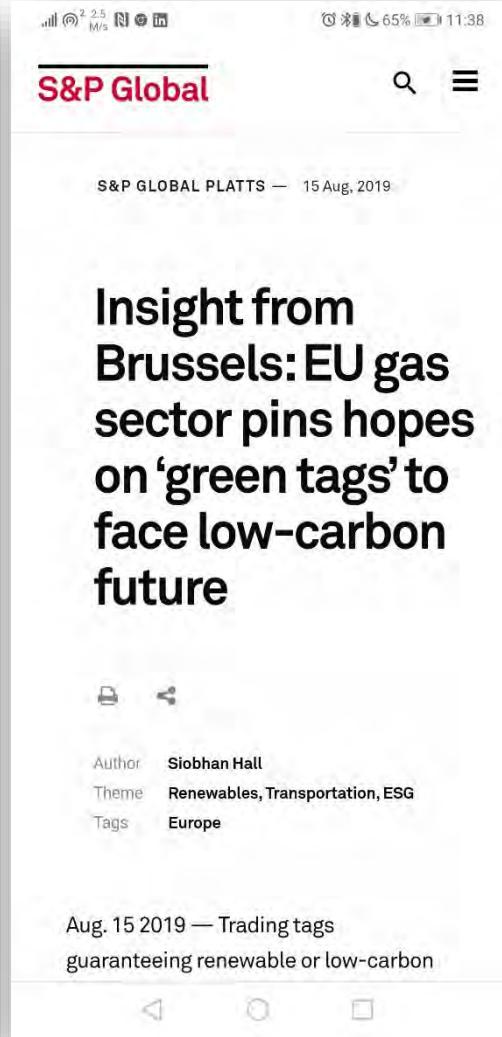 2 2.5 M/s 65% 11:38
S&P Global
S&P GLOBAL PLATTS — 15 Aug, 2019
Insight from
Brussels: EU gas
sector pins hopes
on ‘green tags’ to
face low-carbon
future
Author Siobhan Hall
Theme Renewables, Transportation, ESG
Tags Europe
Aug. 15 2019 — Trading tags
guaranteeing renewable or low-carbon